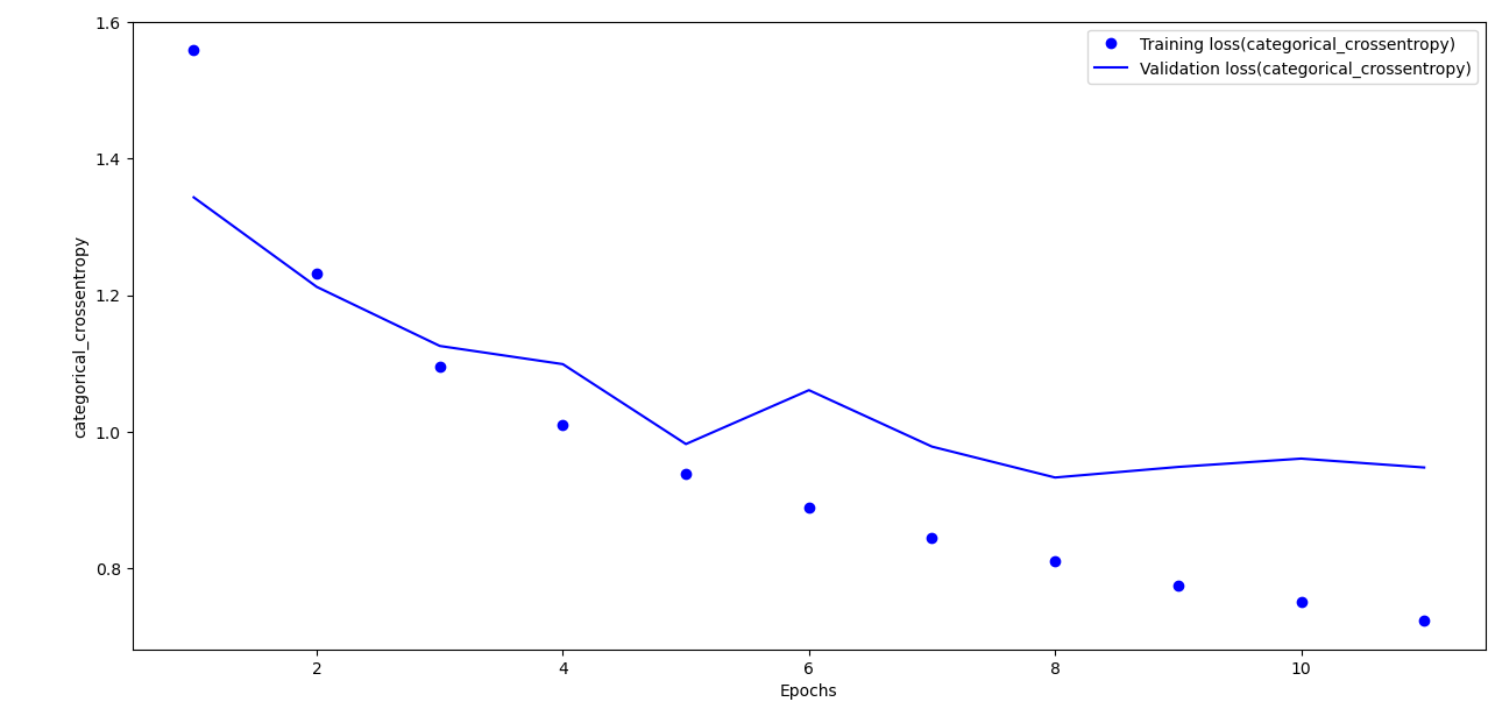 1.6
1.4
1.2
1.0
0.8
categorical_crossentropy
Training loss(categorical_crossentropy)
Validation loss(categorical_crossentropy)
2
4
6
8
10
Epochs